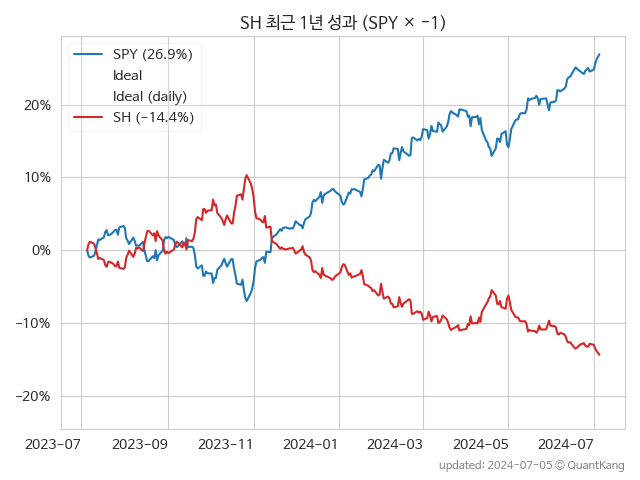 SH 최근 1년 성과 (SPY × −1)
SPY (26.9%)
Ideal
Ideal (daily)
SH (−14.4%)
20%
10%
0%
−10%
−20%
2023-07
2023-09
2023-11
2024-01
2024-03
2024-05
2024-07
updated: 2024-07-05 © QuantKang